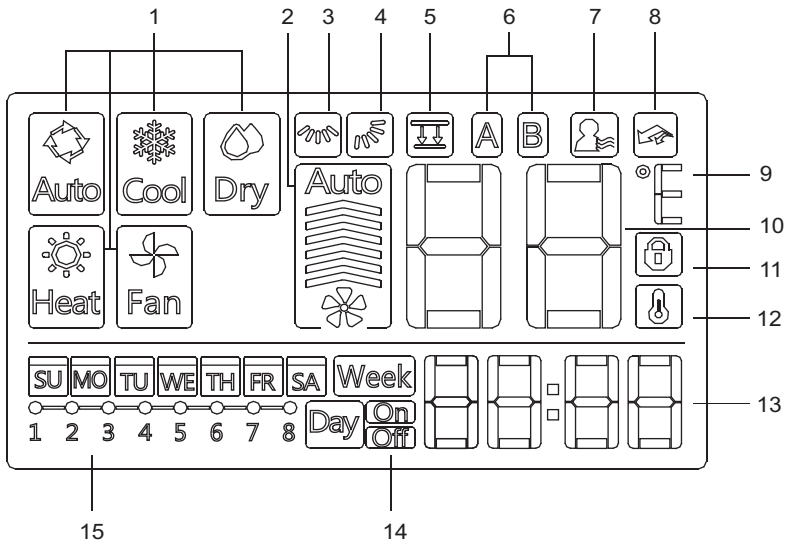 1 2 3 4 5 6 7 8
A B
Auto Cool Dry Auto
9
10
Heat Fan
11
12
SU MO TU WE TH FR SA Week
13
1 2 3 4 5 6 7 8 Day On
Off
15 14